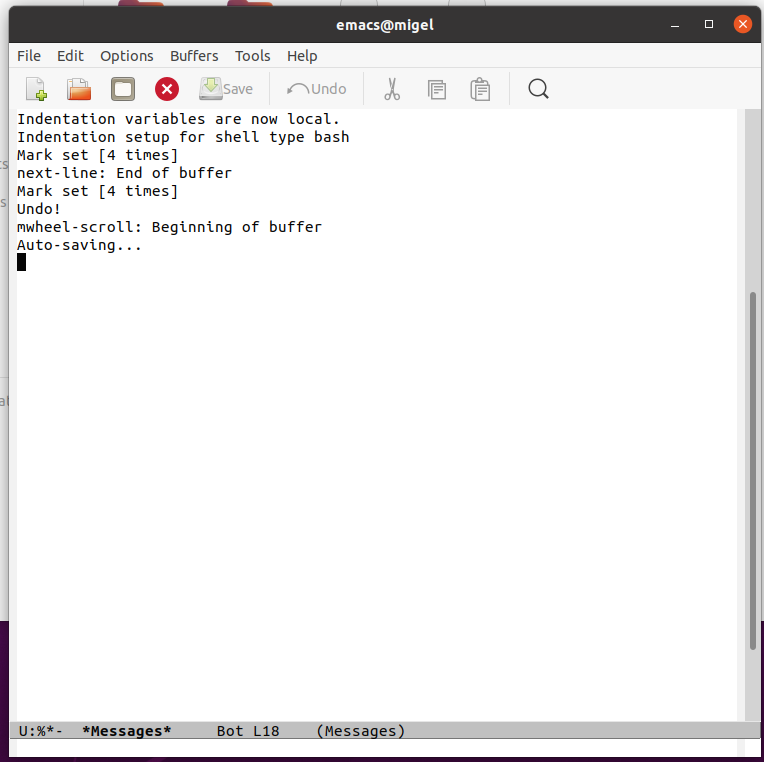 emacs@migel
File Edit Options Buffers Tools Help
Save Undo
Indentation variables are now local.
Indentation setup for shell type bash
Mark set [4 times]
next-line: End of buffer
Mark set [4 times]
Undo!
mwheel-scroll: Beginning of buffer
Auto-saving...
U:%*-  *Messages*     Bot L18    (Messages)